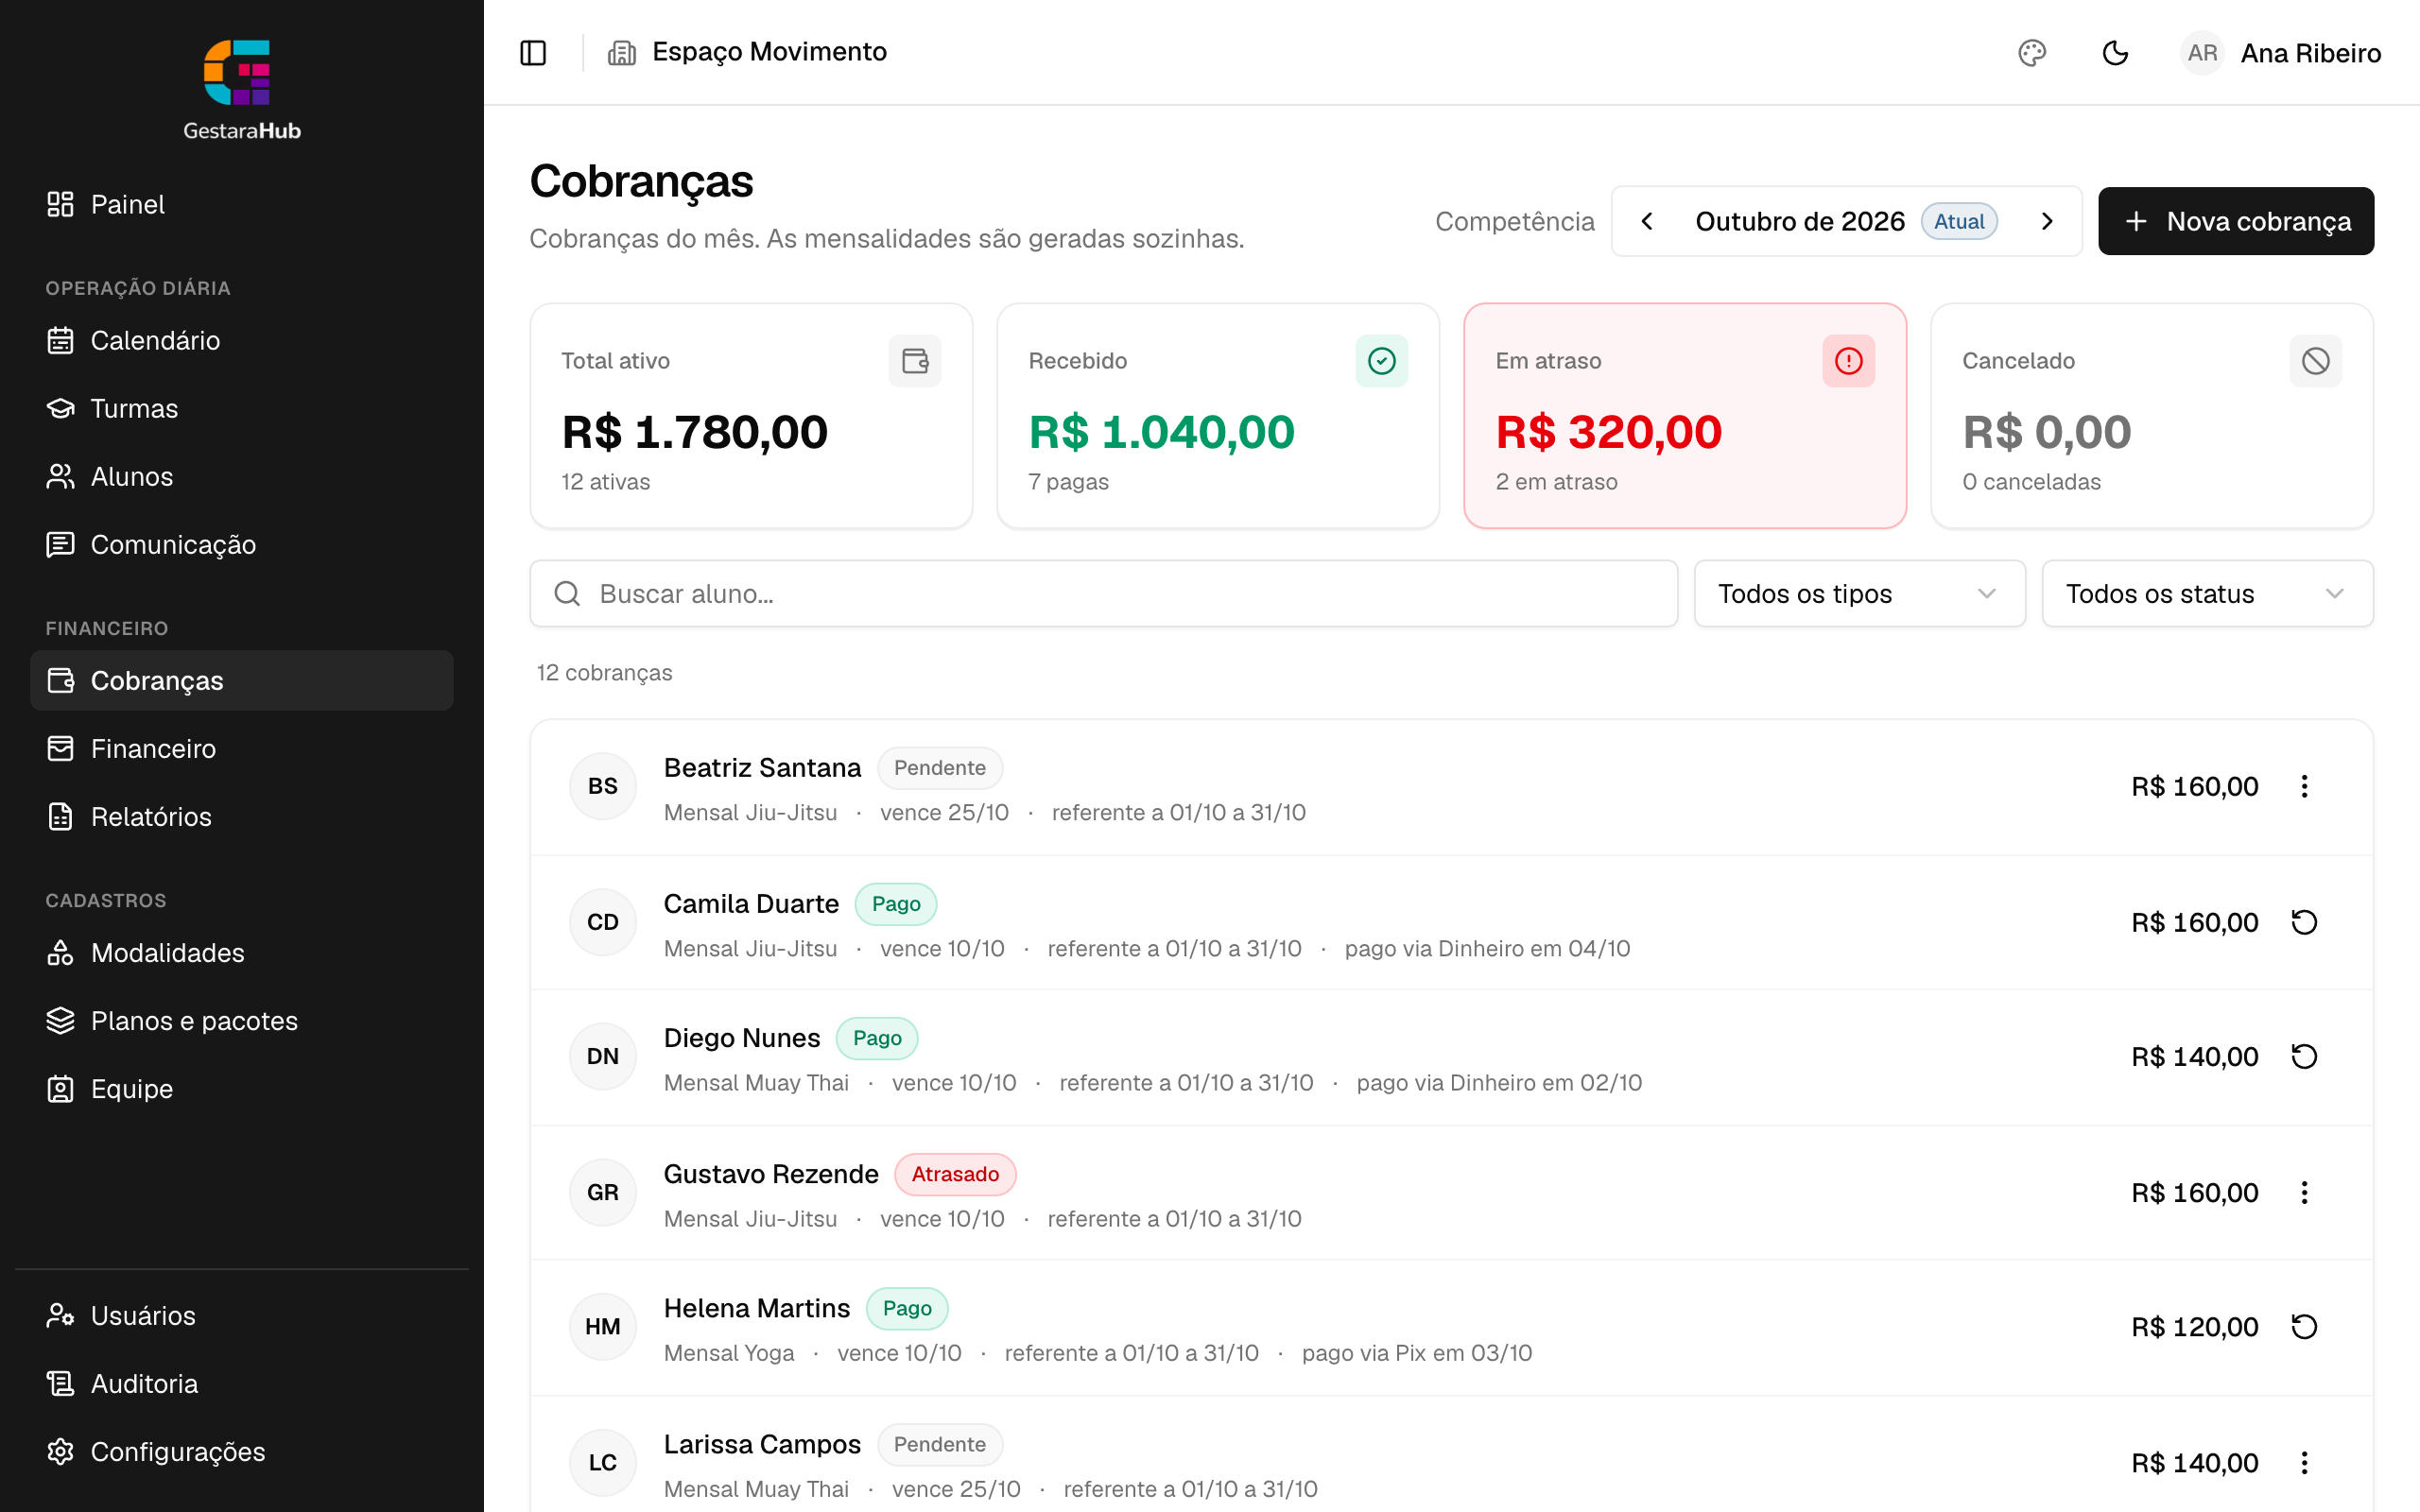 GestaraHub
Painel
OPERAÇÃO DIÁRIA
Calendário
Turmas
Alunos
Comunicação
FINANCEIRO
Cobranças
Financeiro
Relatórios
CADASTROS
Modalidades
Planos e pacotes
Equipe
Usuários
Auditoria
Configurações
Espaço Movimento
AR Ana Ribeiro
Cobranças
Cobranças do mês. As mensalidades são geradas sozinhas.
Competência Outubro de 2026 Atual
Nova cobrança
Total ativo
R$ 1.780,00
12 ativas
Recebido
R$ 1.040,00
7 pagas
Em atraso
R$ 320,00
2 em atraso
Cancelado
R$ 0,00
0 canceladas
Buscar aluno...
Todos os tipos
Todos os status
12 cobranças
BS
Beatriz Santana Pendente
Mensal Jiu-Jitsu · vence 25/10 · referente a 01/10 a 31/10
R$ 160,00
CD
Camila Duarte Pago
Mensal Jiu-Jitsu · vence 10/10 · referente a 01/10 a 31/10 · pago via Dinheiro em 04/10
R$ 160,00
DN
Diego Nunes Pago
Mensal Muay Thai · vence 10/10 · referente a 01/10 a 31/10 · pago via Dinheiro em 02/10
R$ 140,00
GR
Gustavo Rezende Atrasado
Mensal Jiu-Jitsu · vence 10/10 · referente a 01/10 a 31/10
R$ 160,00
HM
Helena Martins Pago
Mensal Yoga · vence 10/10 · referente a 01/10 a 31/10 · pago via Pix em 03/10
R$ 120,00
LC
Larissa Campos Pendente
Mensal Muay Thai · vence 25/10 · referente a 01/10 a 31/10
R$ 140,00